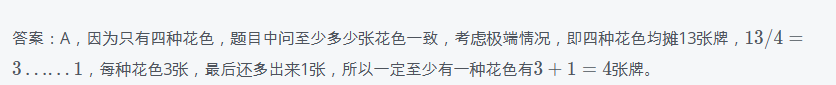 答案：A，因为只有四种花色，题目中问至少多少张花色一致，考虑极端情况，即四种花色均摊13张牌，13/4 =
3……1，每种花色3张，最后还多出来1张，所以一定至少有一种花色有3 + 1 = 4张牌。